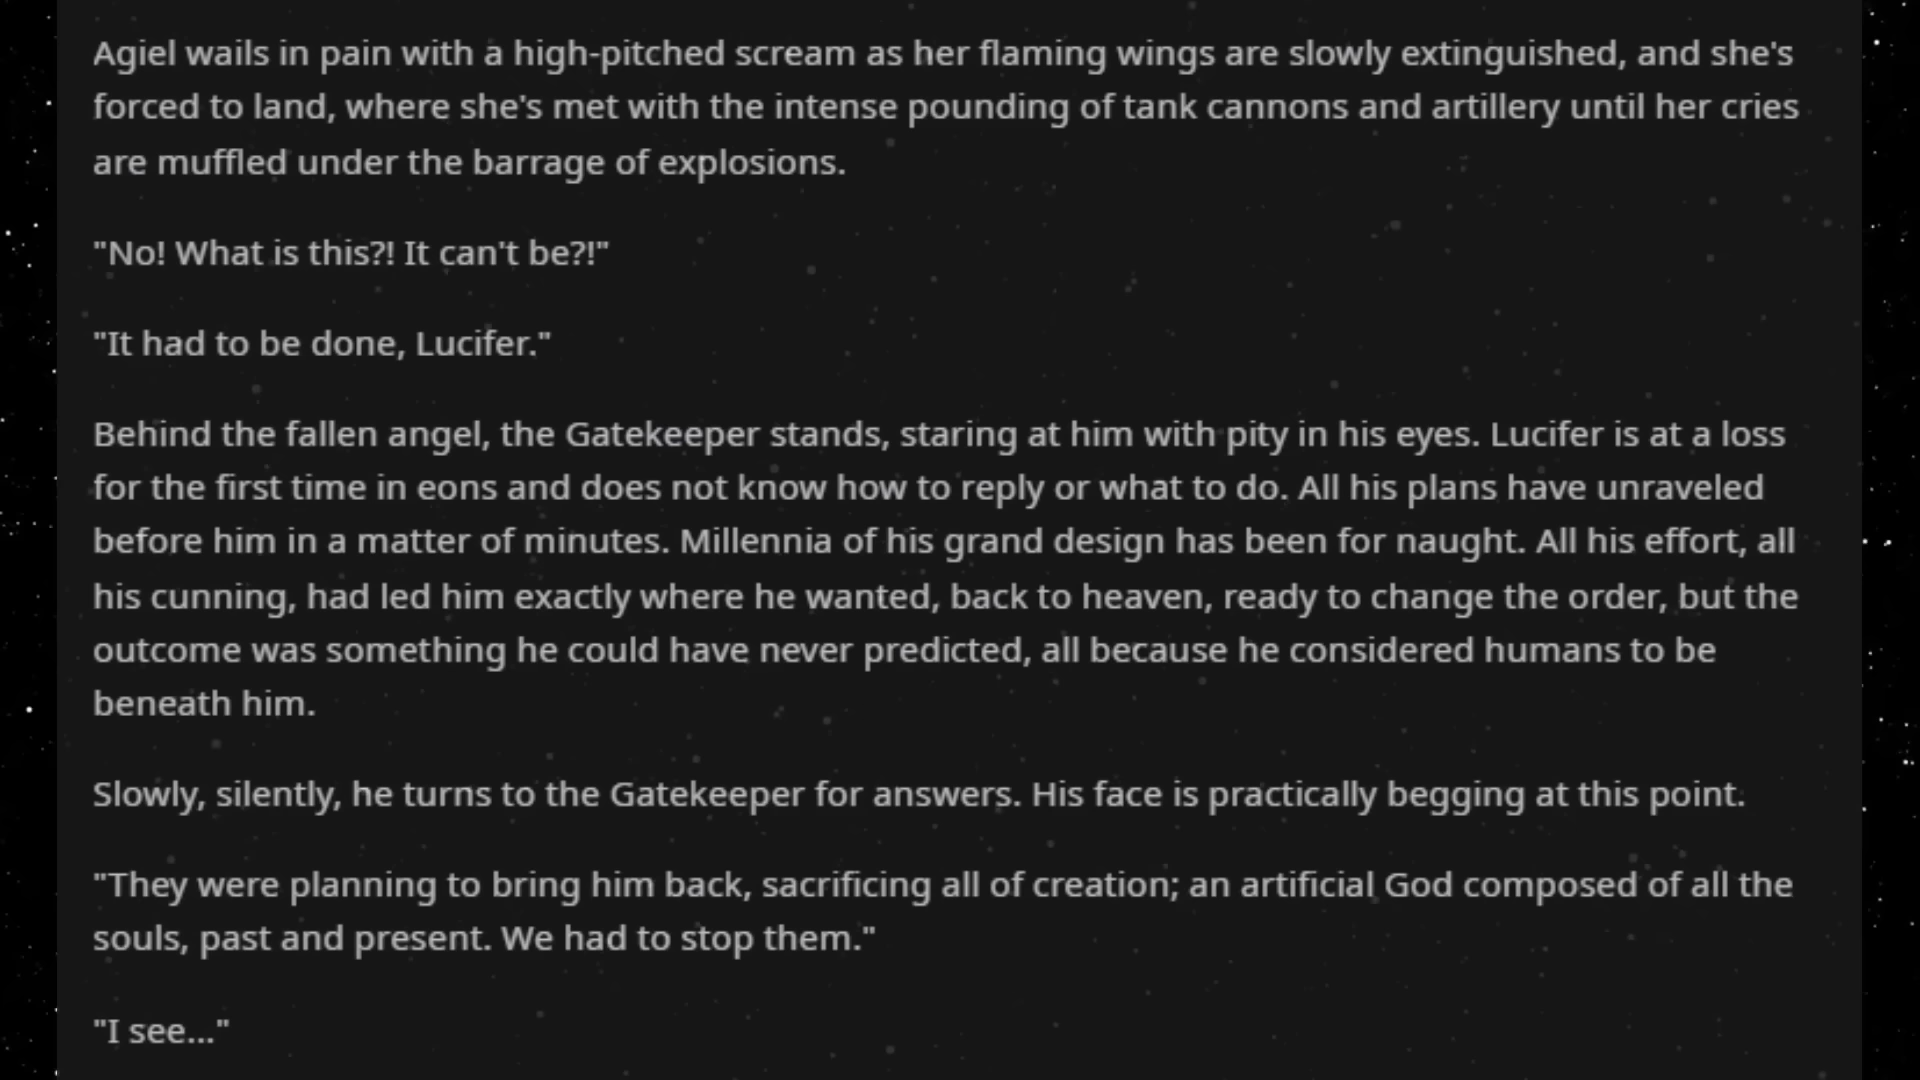 Agiel wails in pain with a high-pitched scream as her flaming wings are slowly extinguished, and she's
forced to land, where she's met with the intense pounding of tank cannons and artillery until her cries
are muffled under the barrage of explosions.
"No! What is this?! It can't be?!"
"It had to be done, Lucifer."
Behind the fallen angel, the Gatekeeper stands, staring at him with pity in his eyes. Lucifer is at a loss
for the first time in eons and does not know how to reply or what to do. All his plans have unraveled
before him in a matter of minutes. Millennia of his grand design has been for naught. All his effort, all
his cunning, had led him exactly where he wanted, back to heaven, ready to change the order, but the
outcome was something he could have never predicted, all because he considered humans to be
beneath him.
Slowly, silently, he turns to the Gatekeeper for answers. His face is practically begging at this point.
"They were planning to bring him back, sacrificing all of creation; an artificial God composed of all the
souls, past and present. We had to stop them."
"I see..."